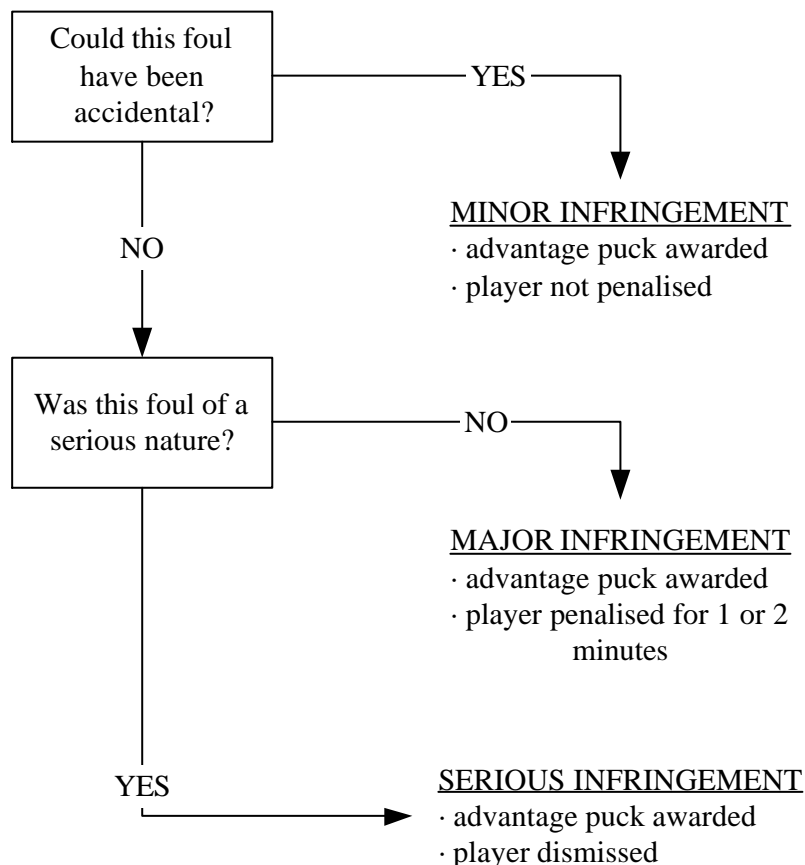 Could this foul
have been
accidental?
YES
MINOR INFRINGEMENT
· advantage puck awarded
· player not penalised
NO
Was this foul of a
serious nature?
NO
MAJOR INFRINGEMENT
· advantage puck awarded
· player penalised for 1 or 2
minutes
YES
SERIOUS INFRINGEMENT
· advantage puck awarded
· player dismissed